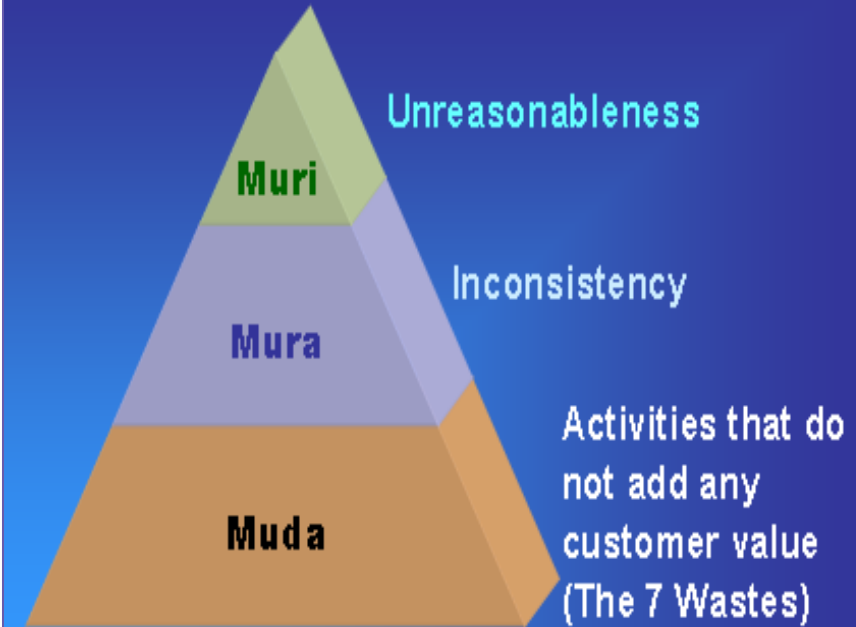 Unreasonableness
Muri
Inconsistency
Mura
Activities that do
not add any
customer value
(The 7 Wastes)
Muda